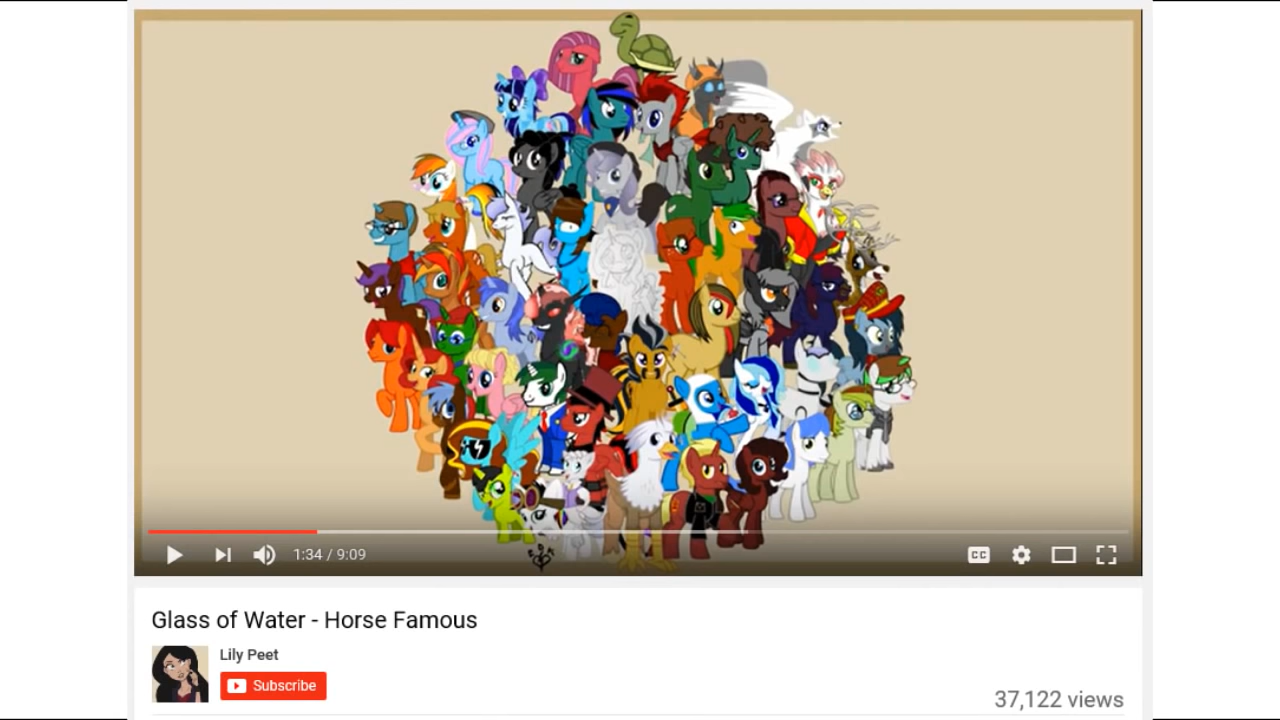 1:34 / 9:09
CC
Glass of Water - Horse Famous
Lily Peet
Subscribe
37,122 views